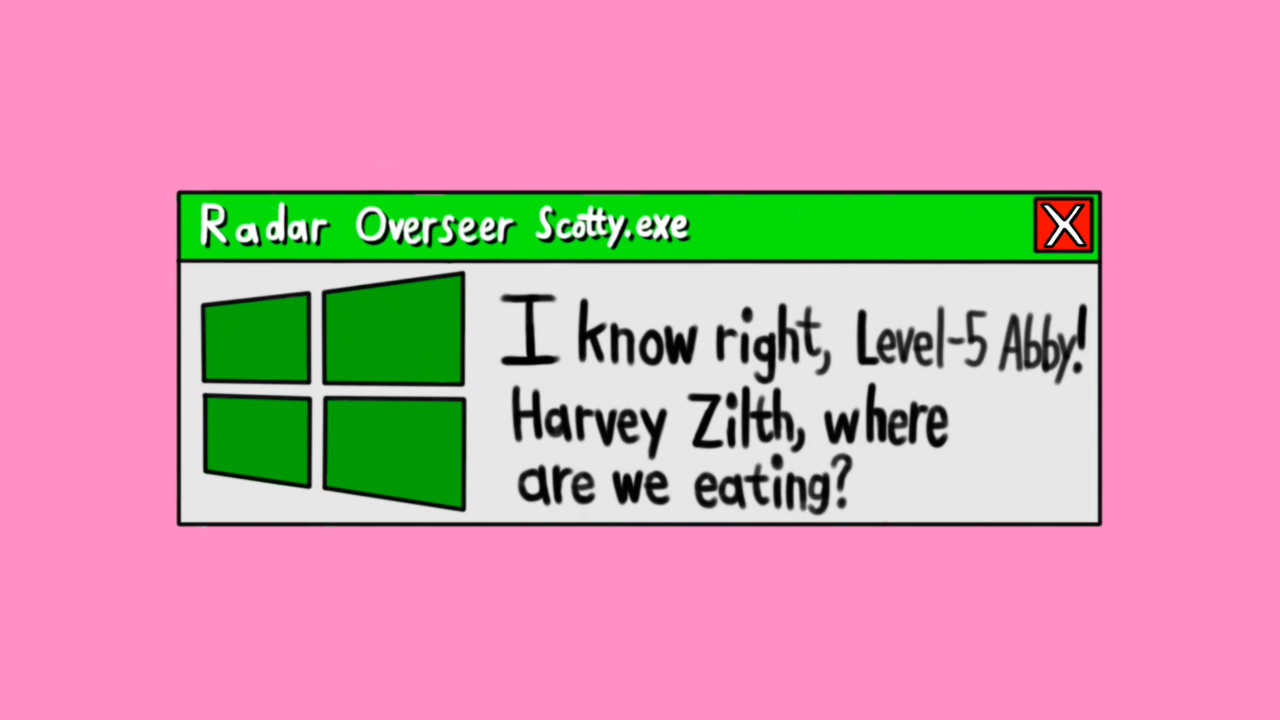 Radar Overseer Scotty.exe
X
I know right, Level-5 Abby!
Harvey Zilth, where
are we eating?